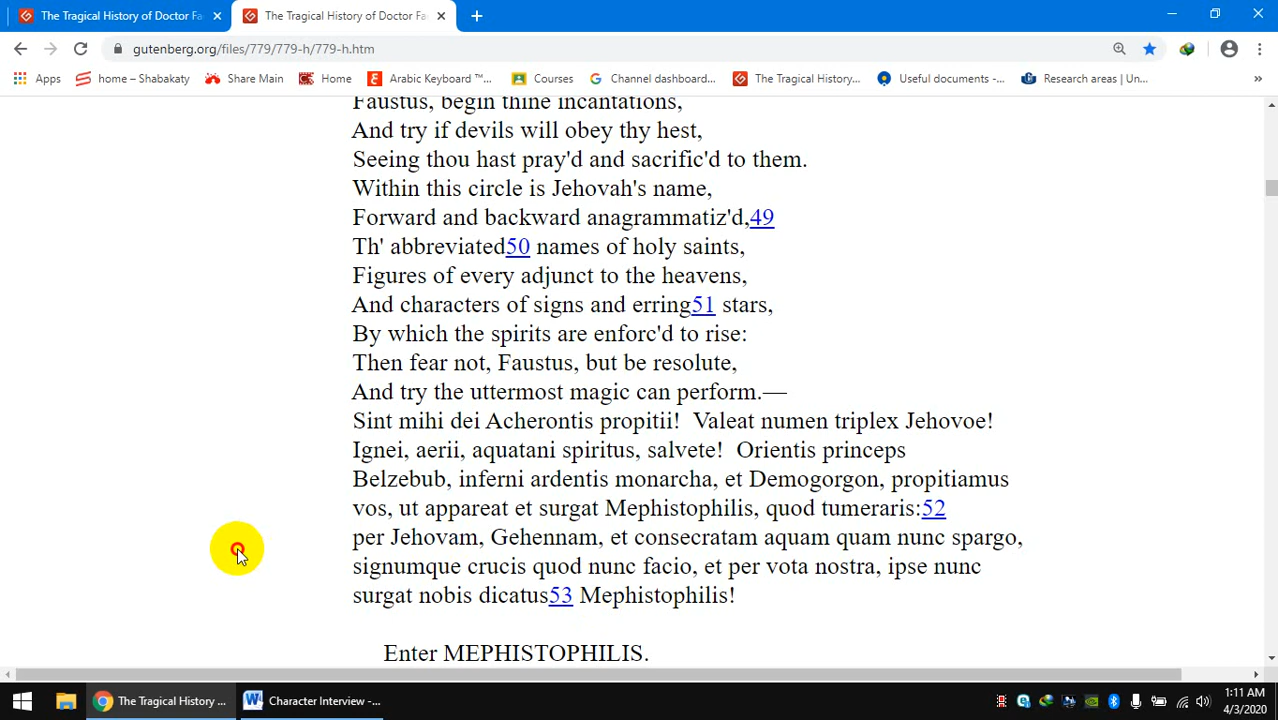 The Tragical History of Doctor Fa
The Tragical History of Doctor Fa
gutenberg.org/files/779/779-h/779-h.htm
Apps
home – Shabakaty
Share Main
Home
Arabic Keyboard ™...
Courses
Channel dashboard...
The Tragical History...
Useful documents -...
Research areas | Un...
Faustus, begin thine incantations,
And try if devils will obey thy hest,
Seeing thou hast pray'd and sacrific'd to them.
Within this circle is Jehovah's name,
Forward and backward anagrammatiz'd,49
Th' abbreviated50 names of holy saints,
Figures of every adjunct to the heavens,
And characters of signs and erring51 stars,
By which the spirits are enforc'd to rise:
Then fear not, Faustus, but be resolute,
And try the uttermost magic can perform.—
Sint mihi dei Acherontis propitii! Valeat numen triplex Jehovoe!
Ignei, aerii, aquatani spiritus, salvete! Orientis princeps
Belzebub, inferni ardentis monarcha, et Demogorgon, propitiamus
vos, ut appareat et surgat Mephistophilis, quod tumeraris:52
per Jehovam, Gehennam, et consecratam aquam quam nunc spargo,
signumque crucis quod nunc facio, et per vota nostra, ipse nunc
surgat nobis dicatus53 Mephistophilis!
Enter MEPHISTOPHILIS.
The Tragical History ...
Character Interview -...
1:11 AM
4/3/2020